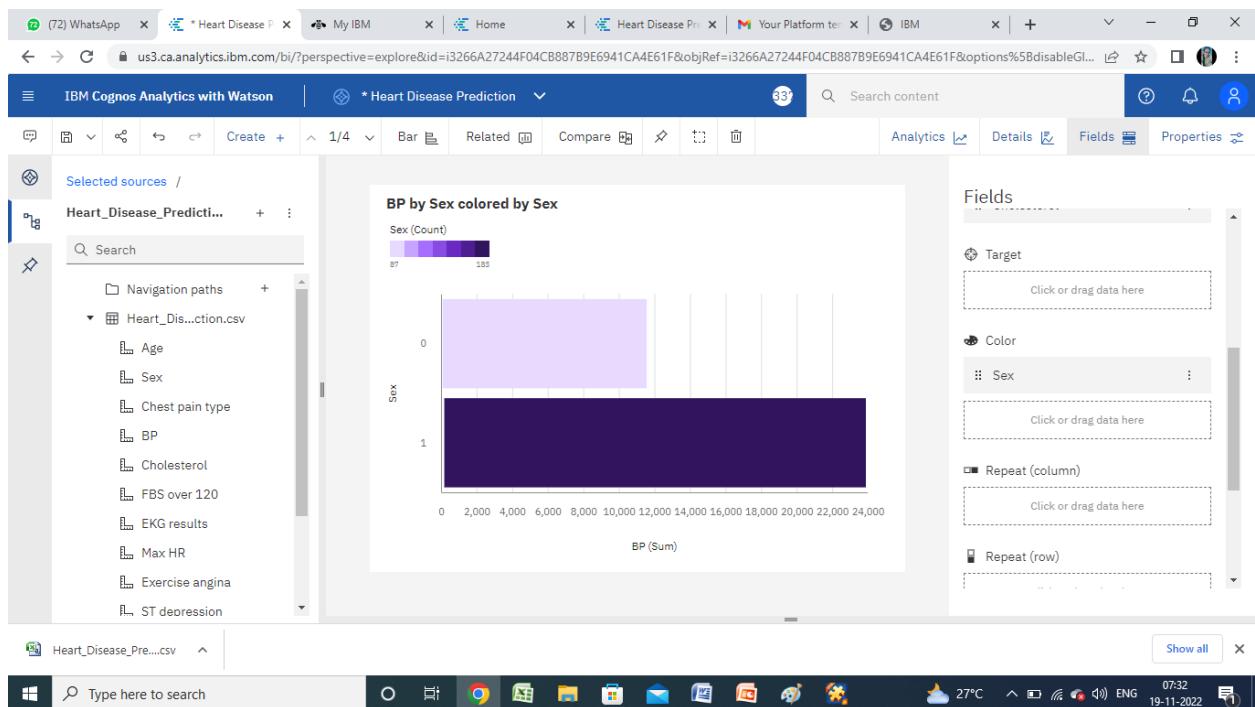 (72) WhatsApp
* Heart Disease P
My IBM
Home
Heart Disease Pre
Your Platform ter
IBM
us3.ca.analytics.ibm.com/bi/?perspective=explore&id=i3266A27244F04CB887B9E6941CA4E61F&objRef=i3266A27244F04CB887B9E6941CA4E61F&options%5BdisableGl...
IBM Cognos Analytics with Watson
* Heart Disease Prediction
Search content
Create +
1/4
Bar
Related
Compare
Analytics
Details
Fields
Properties
Selected sources /
Heart_Disease_Predicti...
Search
Navigation paths
Heart_Dis...ction.csv
Age
Sex
Chest pain type
BP
Cholesterol
FBS over 120
EKG results
Max HR
Exercise angina
ST depression
BP by Sex colored by Sex
Sex (Count)
87 183
0
Sex
1
0 2,000 4,000 6,000 8,000 10,000 12,000 14,000 16,000 18,000 20,000 22,000 24,000
BP (Sum)
Fields
Target
Click or drag data here
Color
Sex
Click or drag data here
Repeat (column)
Click or drag data here
Repeat (row)
Heart_Disease_Pre....csv
Show all
Type here to search
27°C
ENG
07:32
19-11-2022